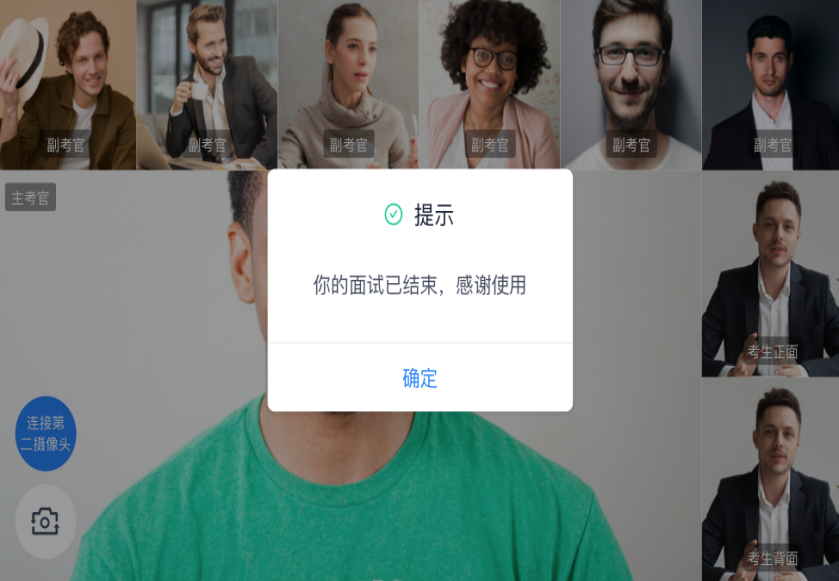 副考官
副考官
副考官
副考官
副考官
副考官
主考官
提示
你的面试已结束，感谢使用
确定
考生正面
连接第
二摄像头
考生背面